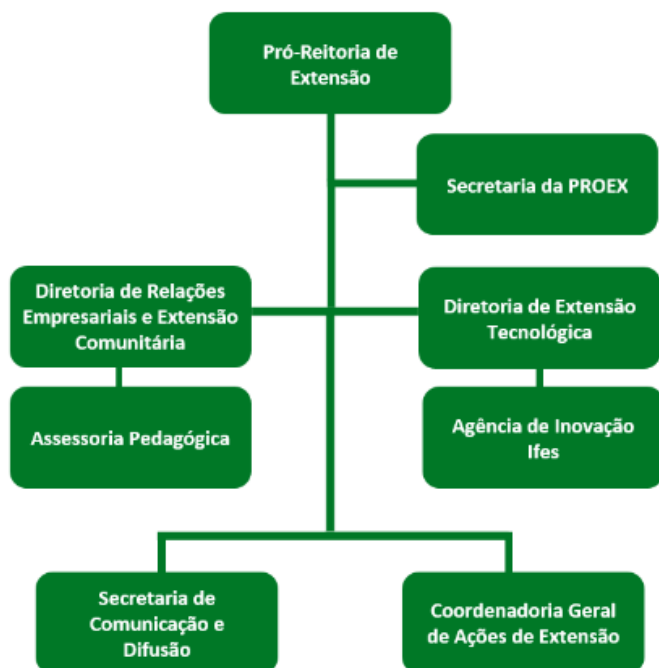 Pró-Reitoria de
Extensão
Secretaria da PROEX
Diretoria de Relações
Empresariais e Extensão
Comunitária
Diretoria de Extensão
Tecnológica
Assessoria Pedagógica
Agência de Inovação
Ifes
Secretaria de
Comunicação e
Difusão
Coordenadoria Geral
de Ações de Extensão